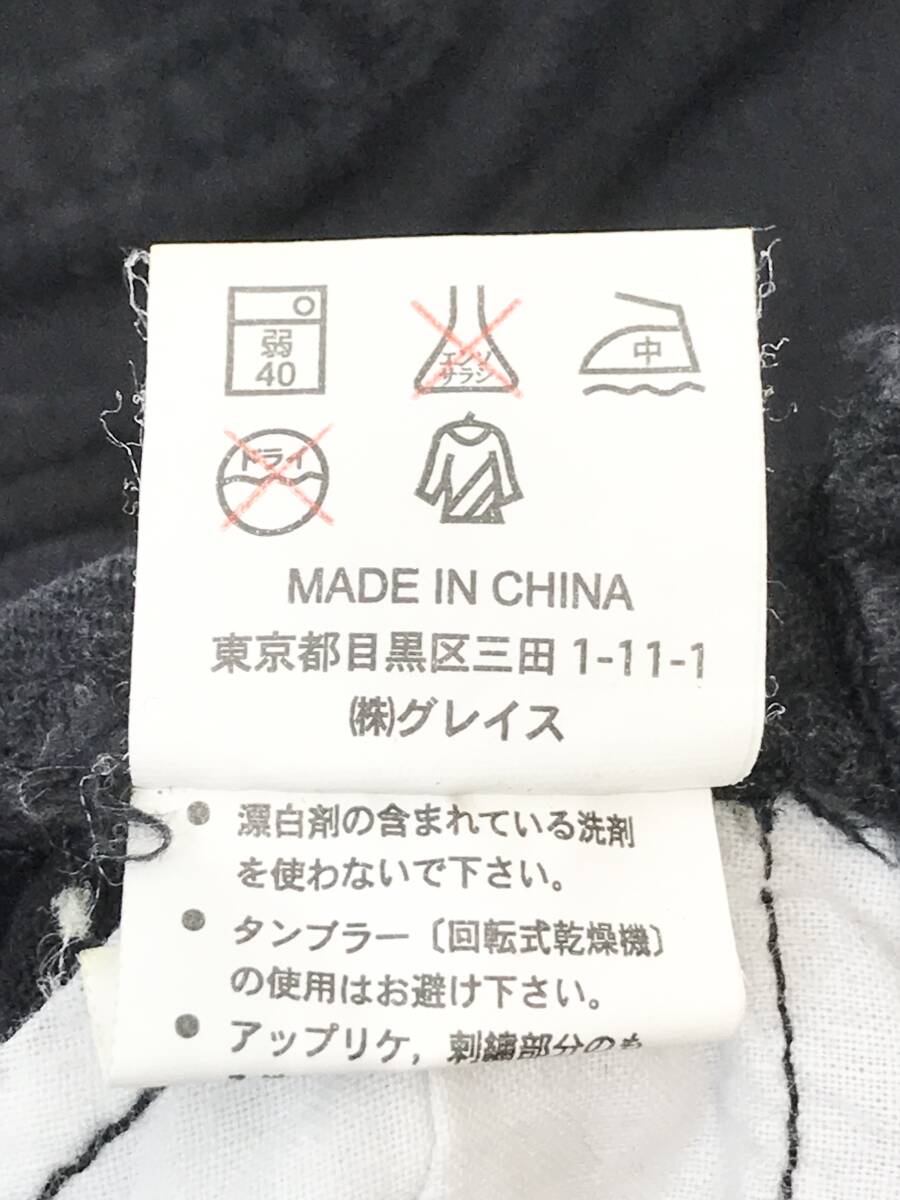 弱
40
エンソ
サラシ
中
ドライ
MADE IN CHINA
東京都目黒区三田 1-11-1
㈱グレイス
● 漂白剤の含まれている洗剤
を使わないで下さい。
● タンブラー〔回転式乾燥機〕
の使用はお避け下さい。
● アップリケ，刺繍部分の